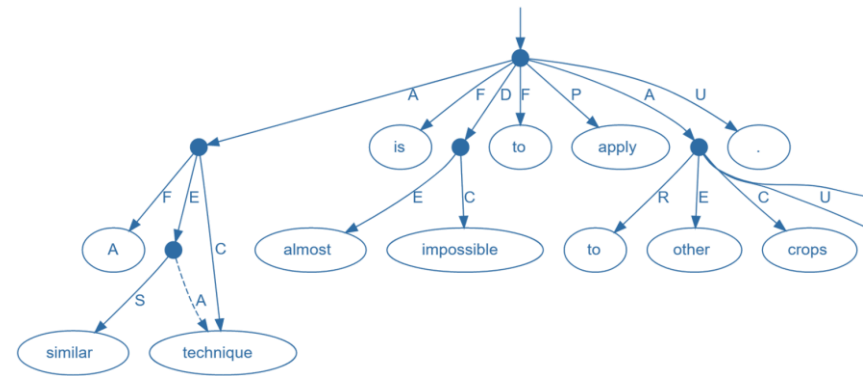 A F D F P A U
is to apply .
F E C E C R E C U
A almost impossible to other crops
S A
similar technique